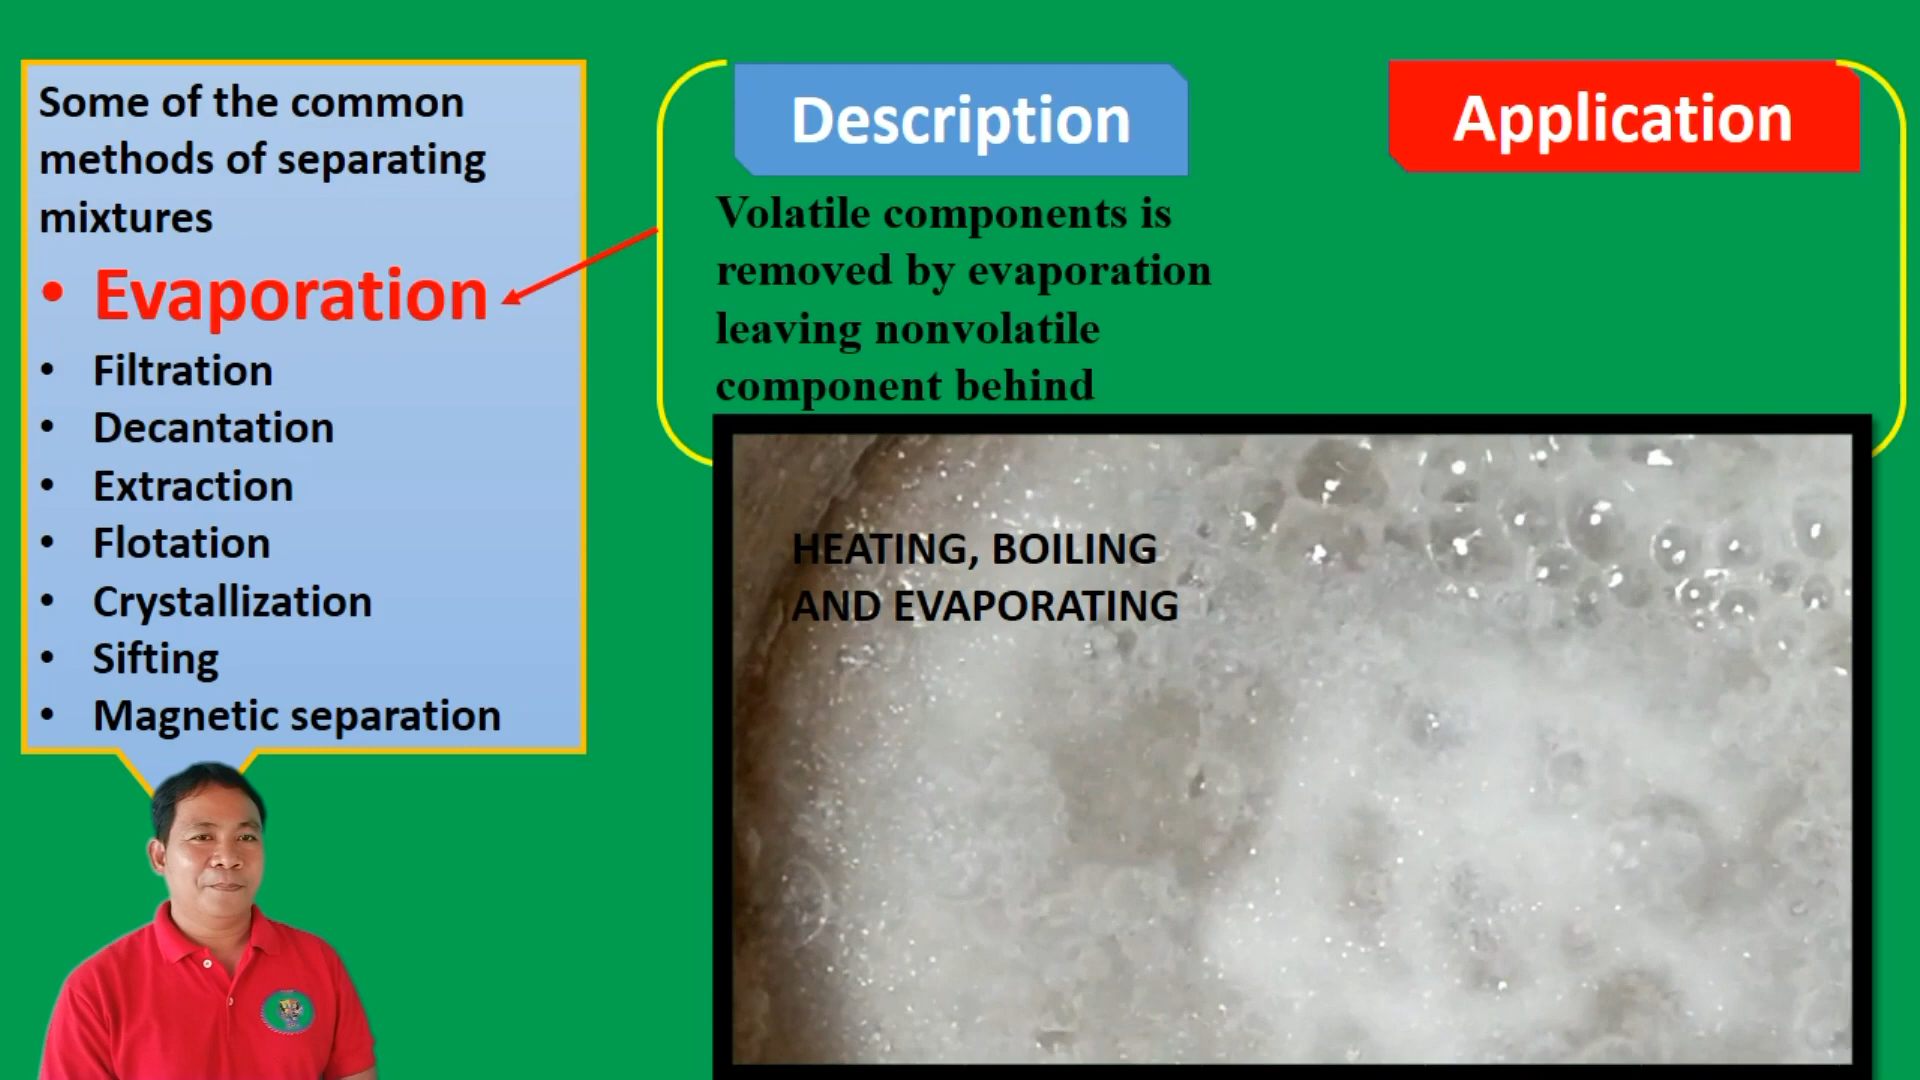 Some of the common
methods of separating
mixtures
• Evaporation
• Filtration
• Decantation
• Extraction
• Flotation
• Crystallization
• Sifting
• Magnetic separation
Description
Volatile components is
removed by evaporation
leaving nonvolatile
component behind
Application
HEATING, BOILING
AND EVAPORATING